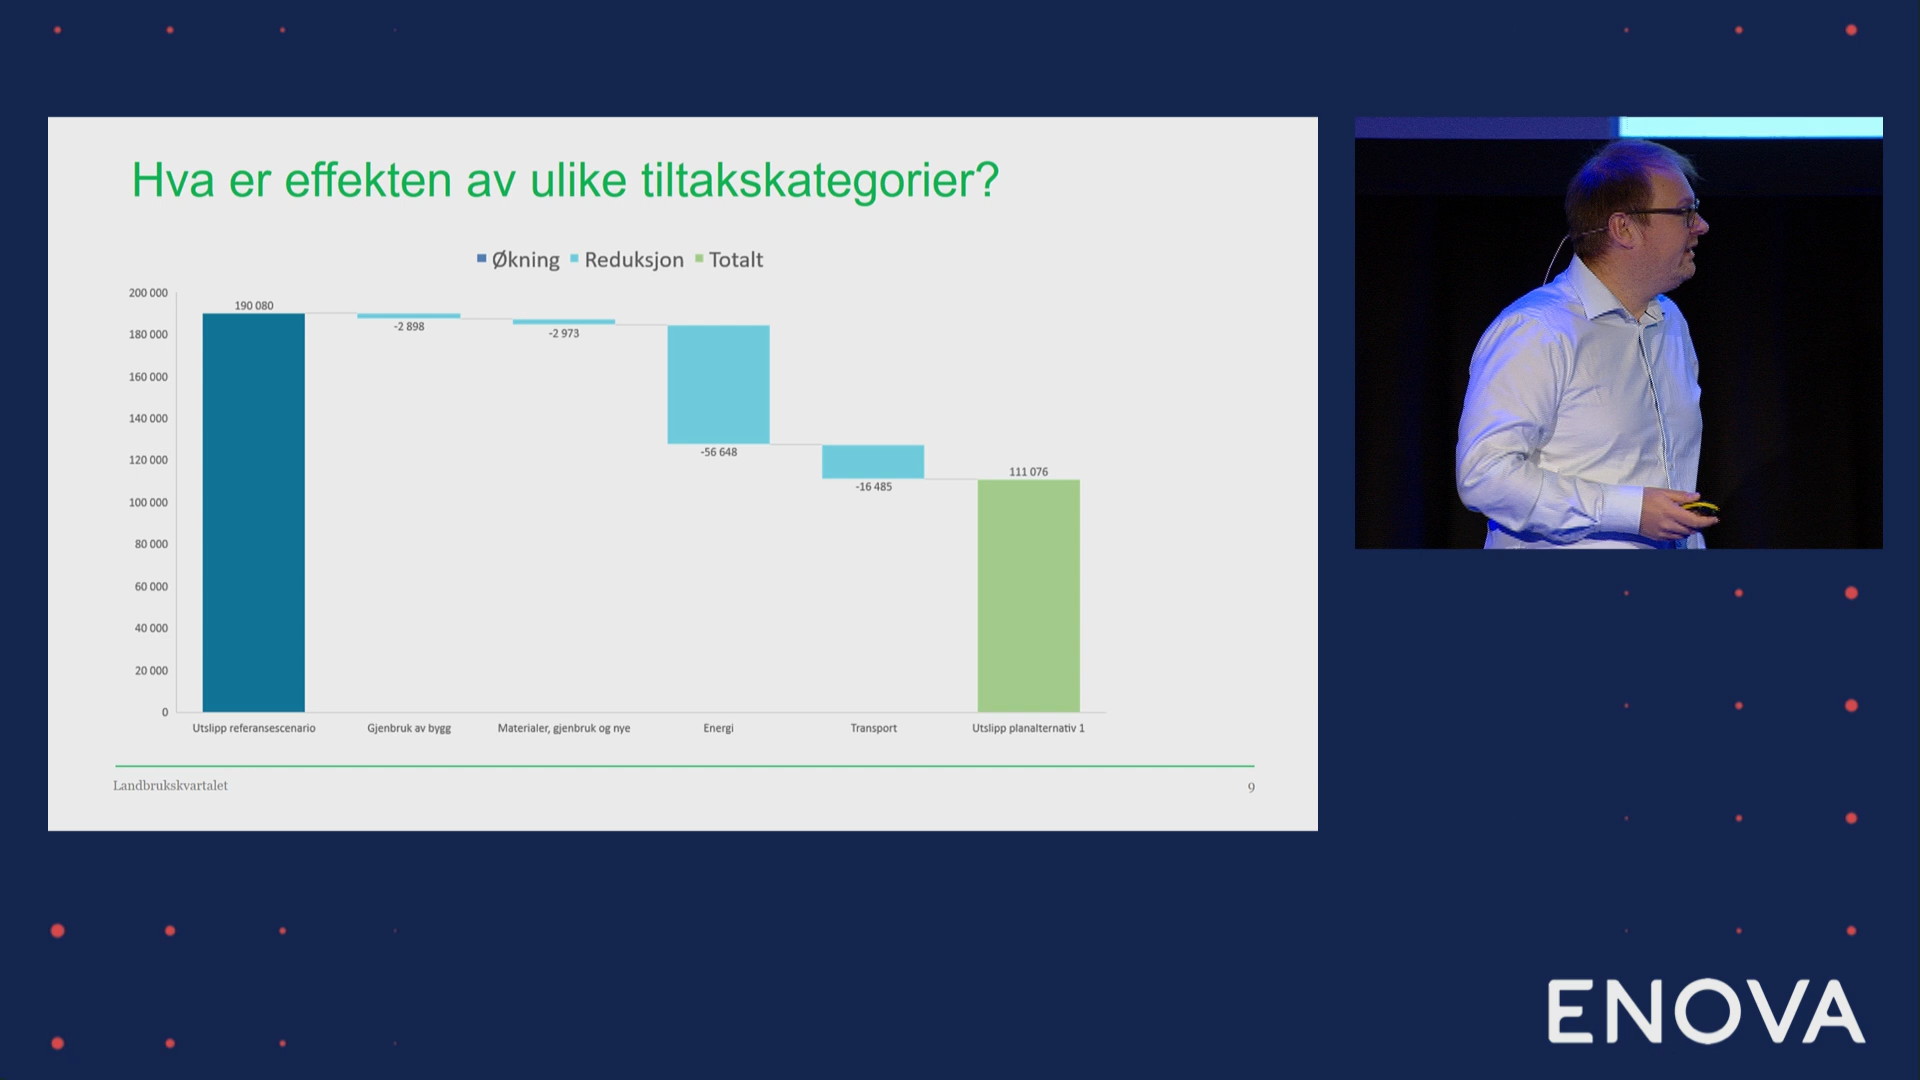 Hva er effekten av ulike tiltakskategorier?
Økning Reduksjon Totalt
200 000
180 000
160 000
140 000
120 000
100 000
80 000
60 000
40 000
20 000
0
190 080
-2 898
-2 973
-56 648
-16 485
111 076
Utslipp referansescenario
Gjenbruk av bygg
Materialer, gjenbruk og nye
Energi
Transport
Utslipp planalternativ 1
Landbrukskvartalet
9
ENOVA